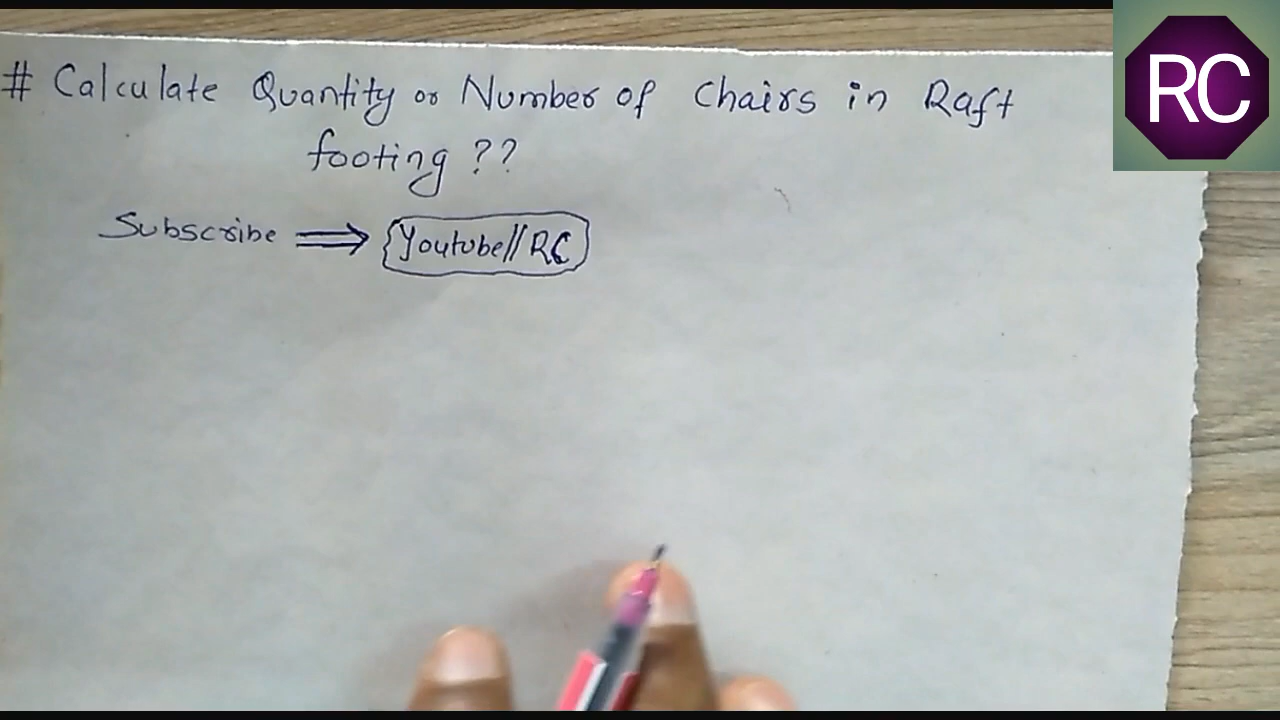 # Calculate Quantity or Number of Chairs in Raft
footing ??
Subscribe ⟹ {Youtube//RC}
RC